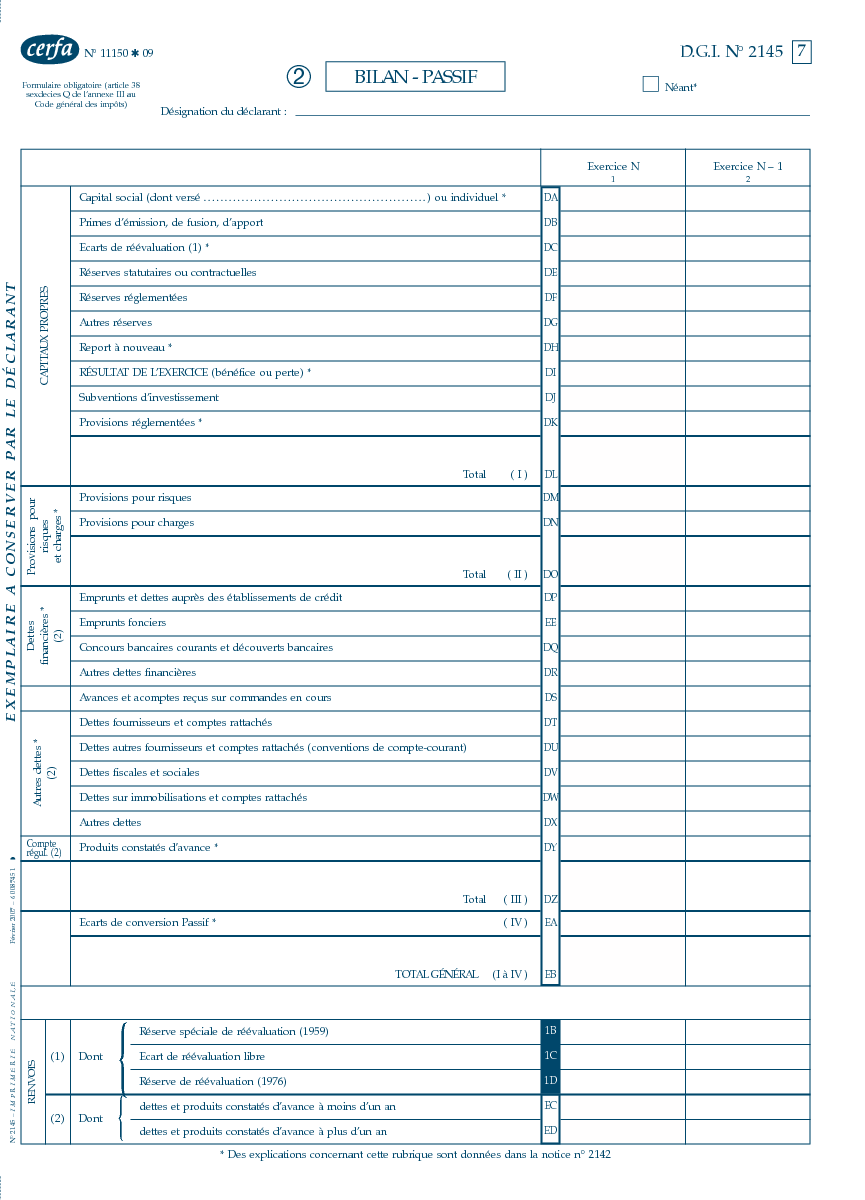 cerfa
N° 11150 ✱ 09
D.G.I. N° 2145 7
Formulaire obligatoire (article 38
sexdecies Q de l'annexe III au
Code général des impôts)
② BILAN - PASSIF
Néant*
Désignation du déclarant :
Exercice N
1
Exercice N – 1
2
CAPITAUX PROPRES
Capital social (dont versé ......................................................) ou individuel * DA
Primes d'émission, de fusion, d'apport DB
Ecarts de réévaluation (1) * DC
Réserves statutaires ou contractuelles DE
Réserves réglementées DF
Autres réserves DG
Report à nouveau * DH
RÉSULTAT DE L'EXERCICE (bénéfice ou perte) * DI
Subventions d'investissement DJ
Provisions réglementées * DK
Total ( I ) DL
Provisions pour
risques
et charges *
Provisions pour risques DM
Provisions pour charges DN
Total ( II ) DO
Dettes
financières *
(2)
Emprunts et dettes auprès des établissements de crédit DP
Emprunts fonciers EE
Concours bancaires courants et découverts bancaires DQ
Autres dettes financières DR
Avances et acomptes reçus sur commandes en cours DS
Autres dettes *
(2)
Dettes fournisseurs et comptes rattachés DT
Dettes autres fournisseurs et comptes rattachés (conventions de compte-courant) DU
Dettes fiscales et sociales DV
Dettes sur immobilisations et comptes rattachés DW
Autres dettes DX
Compte
régul. (2)
Produits constatés d'avance * DY
Total ( III ) DZ
Ecarts de conversion Passif * ( IV ) EA
TOTAL GÉNÉRAL (I à IV ) EB
RENVOIS
(1) Dont
Réserve spéciale de réévaluation (1959) 1B
Ecart de réévaluation libre 1C
Réserve de réévaluation (1976) 1D
(2) Dont
dettes et produits constatés d'avance à moins d'un an EC
dettes et produits constatés d'avance à plus d'un an ED
* Des explications concernant cette rubrique sont données dans la notice n° 2142
EXEMPLAIRE A CONSERVER PAR LE DÉCLARANT
N° 2145 – IMPRIMERIE NATIONALE